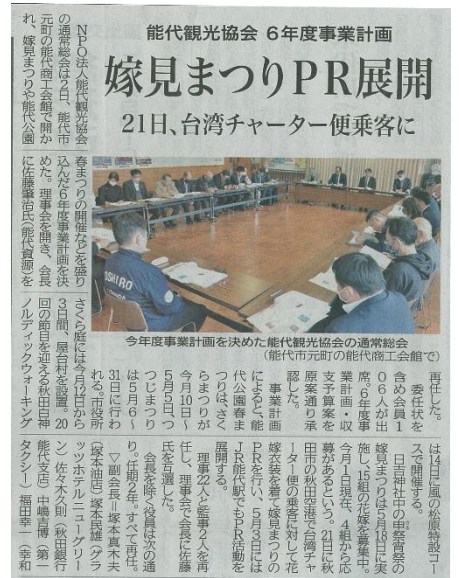 能代観光協会 6年度事業計画
嫁見まつりPR展開
21日、台湾チャーター便乗客に
NPO法人能代観光協会
の通常総会は2日、能代市
元町の能代商工会館で開か
れ、嫁見まつりや能代公園
春まつりの開催などを盛り
込んだ6年度事業計画を決
めた。理事会を開き、会長
に佐藤肇治氏(能代資源)を
今年度事業計画を決めた能代観光協会の通常総会
(能代市元町の能代商工会館で)
再任した。
委任状を
含め会員1
06人が出
席。6年度事
業計画・収
支予算案を
原案通り承
認した。
事業計画
によると、能
代公園春ま
つりは、さく
らまつりが
今月10日〜
5月5日、つ
つじまつり
は5月6〜
31日に行わ
れる。市役所
さくら庭には今月12日から
3日間、屋台村を設置。20
回の節目を迎える秋田白神
ノルディックウォーキング
は4日に風の松原特設コー
スで開催する。
日吉神社中の申祭宵祭の
嫁見まつりは5月18日に実
施し、15組の花嫁を募集中。
今月1日現在、4組から応
募があるという。21日に秋
田市の秋田空港で台湾チャ
ーター便の乗客に対して花
嫁衣装を着て嫁見まつりの
PRを行い、5月3日には
JR能代駅でもPR活動を
展開する。
理事22人と監事2人を再
任し、理事会で会長に佐藤
氏を互選した。
会長を除く役員は次の通
り。任期2年。すべて再任。
▽副会長=塚本真木夫
(塚本油店)塚本民雄(プラ
ッツホテルニューグリー
ン)佐々木久則(秋田銀行
能代支店)中嶋吉博(第一
タクシー)福田幸一(幸和